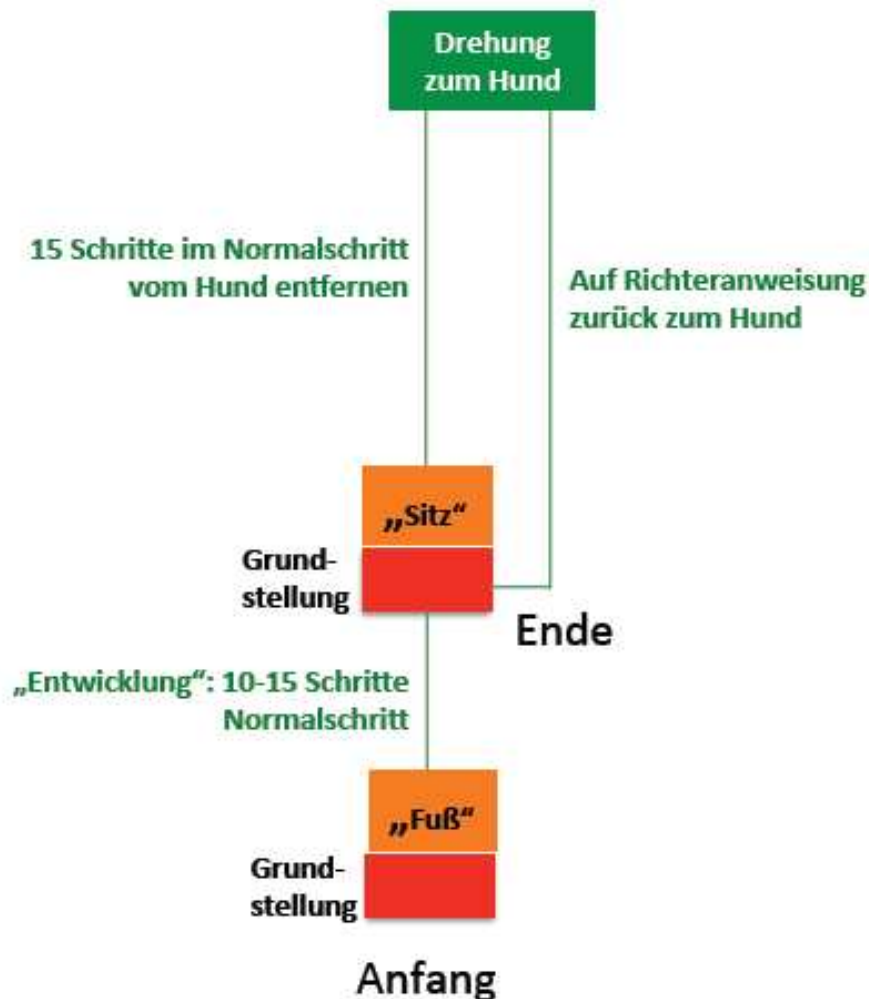 Drehung
zum Hund
15 Schritte im Normalschritt
vom Hund entfernen
Auf Richteranweisung
zurück zum Hund
„Sitz“
Grund-
stellung
Ende
„Entwicklung“: 10-15 Schritte
Normalschritt
„Fuß“
Grund-
stellung
Anfang